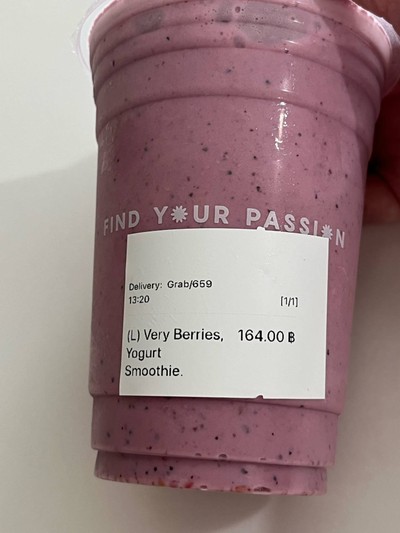 FIND YOUR PASSION
Delivery: Grab/659
13:20 [1/1]
(L) Very Berries, 164.00 ฿
Yogurt
Smoothie.